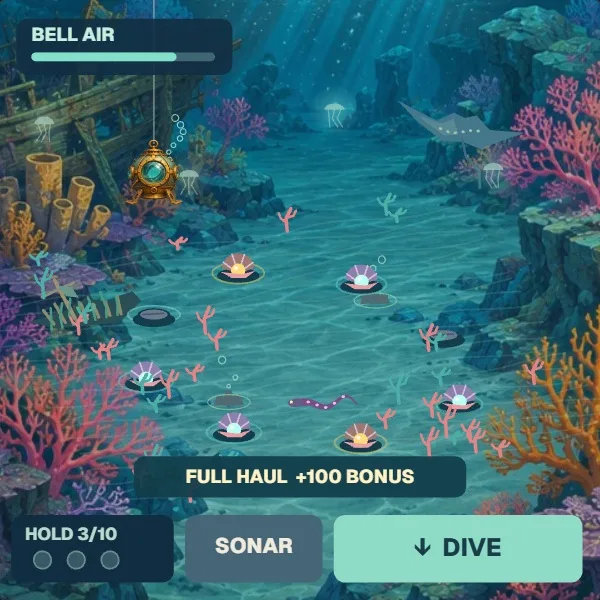 BELL AIR
FULL HAUL +100 BONUS
HOLD 3/10
SONAR
↓ DIVE